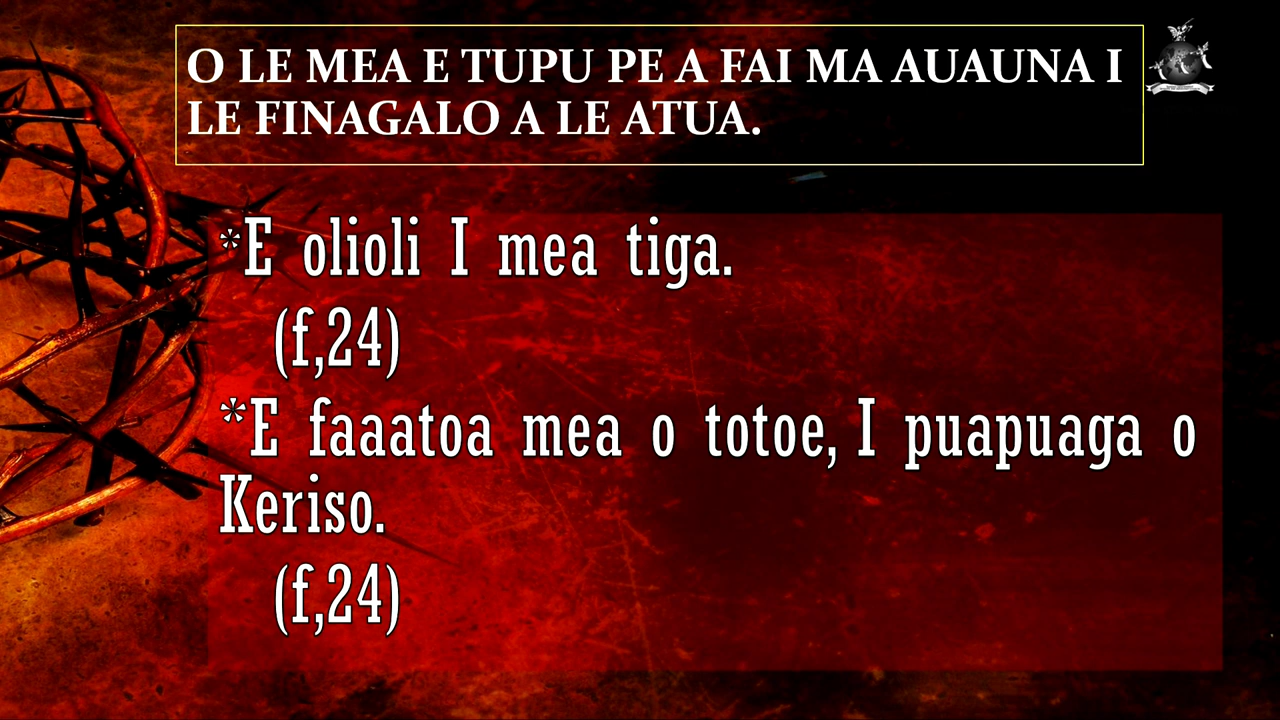 O LE MEA E TUPU PE A FAI MA AUAUNA I
LE FINAGALO A LE ATUA.
*E olioli I mea tiga.
(f,24)
*E faaatoa mea o totoe, I puapuaga o
Keriso.
(f,24)